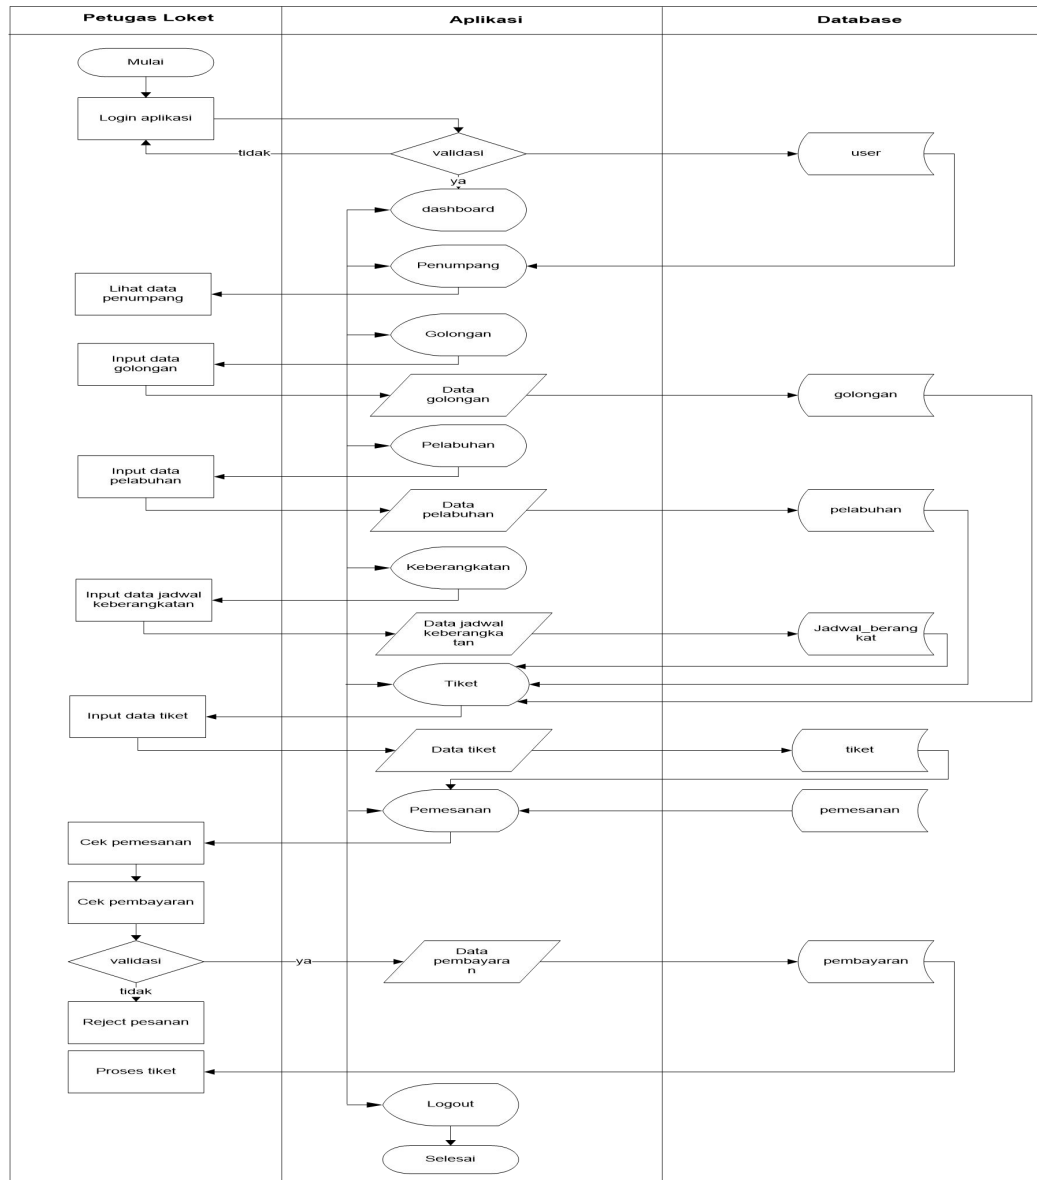 Petugas Loket
Aplikasi
Database
Mulai
Login aplikasi
tidak
validasi
user
ya
dashboard
Penumpang
Lihat data
penumpang
Golongan
Input data
golongan
Data
golongan
golongan
Pelabuhan
Input data
pelabuhan
Data
pelabuhan
pelabuhan
Keberangkatan
Input data jadwal
keberangkatan
Data jadwal
keberangka
tan
Jadwal_berang
kat
Tiket
Input data tiket
Data tiket
tiket
Pemesanan
pemesanan
Cek pemesanan
Cek pembayaran
validasi
ya
Data
pembayara
n
pembayaran
tidak
Reject pesanan
Proses tiket
Logout
Selesai